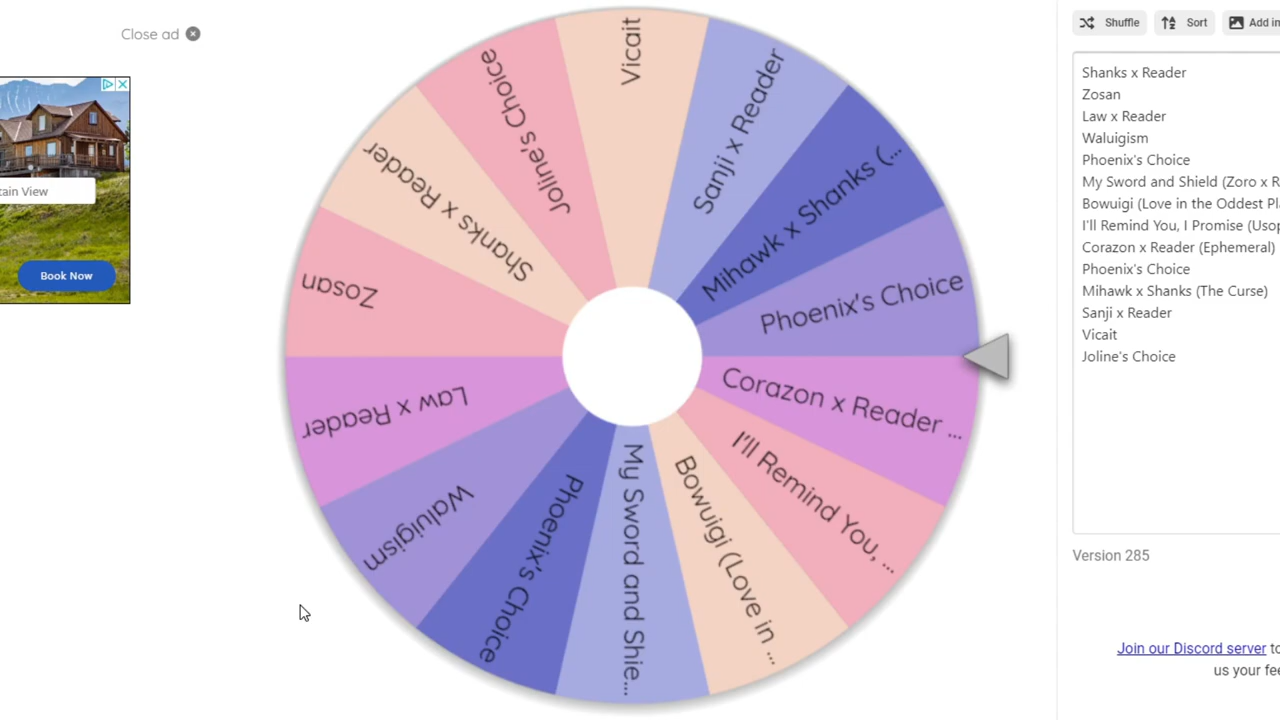 Close ad
tain View
Book Now
Vicait
Sanji x Reader
Mihawk x Shanks (...
Phoenix's Choice
Corazon x Reader ...
I'll Remind You, ...
Bowuigi (Love in ...
My Sword and Shie...
Phoenix's Choice
Waluigism
Law x Reader
Zosan
Shanks x Reader
Joline's Choice
Shuffle
Sort
Add in
Shanks x Reader
Zosan
Law x Reader
Waluigism
Phoenix's Choice
My Sword and Shield (Zoro x R
Bowuigi (Love in the Oddest Pl
I'll Remind You, I Promise (Usop
Corazon x Reader (Ephemeral)
Phoenix's Choice
Mihawk x Shanks (The Curse)
Sanji x Reader
Vicait
Joline's Choice
Version 285
Join our Discord server to
us your fee